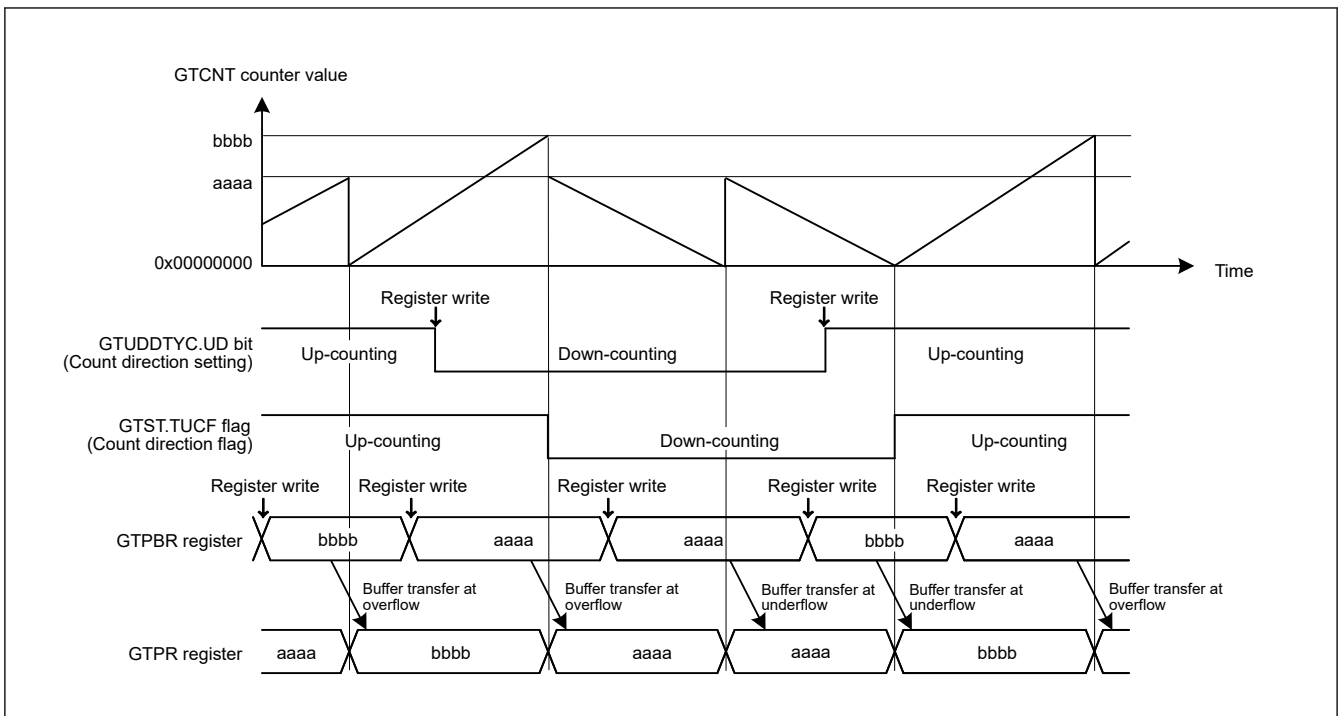 GTCNT counter value
bbbb
aaaa
0x00000000
Time
Register write
Register write
GTUDDTYC.UD bit
(Count direction setting)
Up-counting
Down-counting
Up-counting
GTST.TUCF flag
(Count direction flag)
Up-counting
Down-counting
Up-counting
Register write
Register write
Register write
Register write
Register write
GTPBR register
bbbb
aaaa
aaaa
bbbb
aaaa
Buffer transfer at
overflow
Buffer transfer at
overflow
Buffer transfer at
underflow
Buffer transfer at
underflow
Buffer transfer at
overflow
GTPR register
aaaa
bbbb
aaaa
aaaa
bbbb